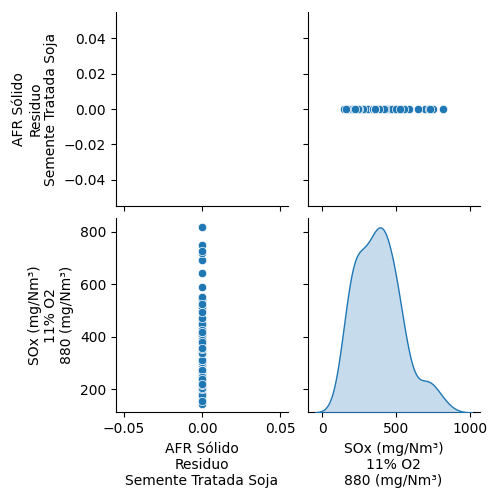 0.04
0.02
0.00
−0.02
−0.04
AFR Sólido
Residuo
Semente Tratada Soja
800
600
400
200
SOx (mg/Nm³)
11% O2
880 (mg/Nm³)
−0.05
0.00
0.05
AFR Sólido
Residuo
Semente Tratada Soja
0
500
1000
SOx (mg/Nm³)
11% O2
880 (mg/Nm³)